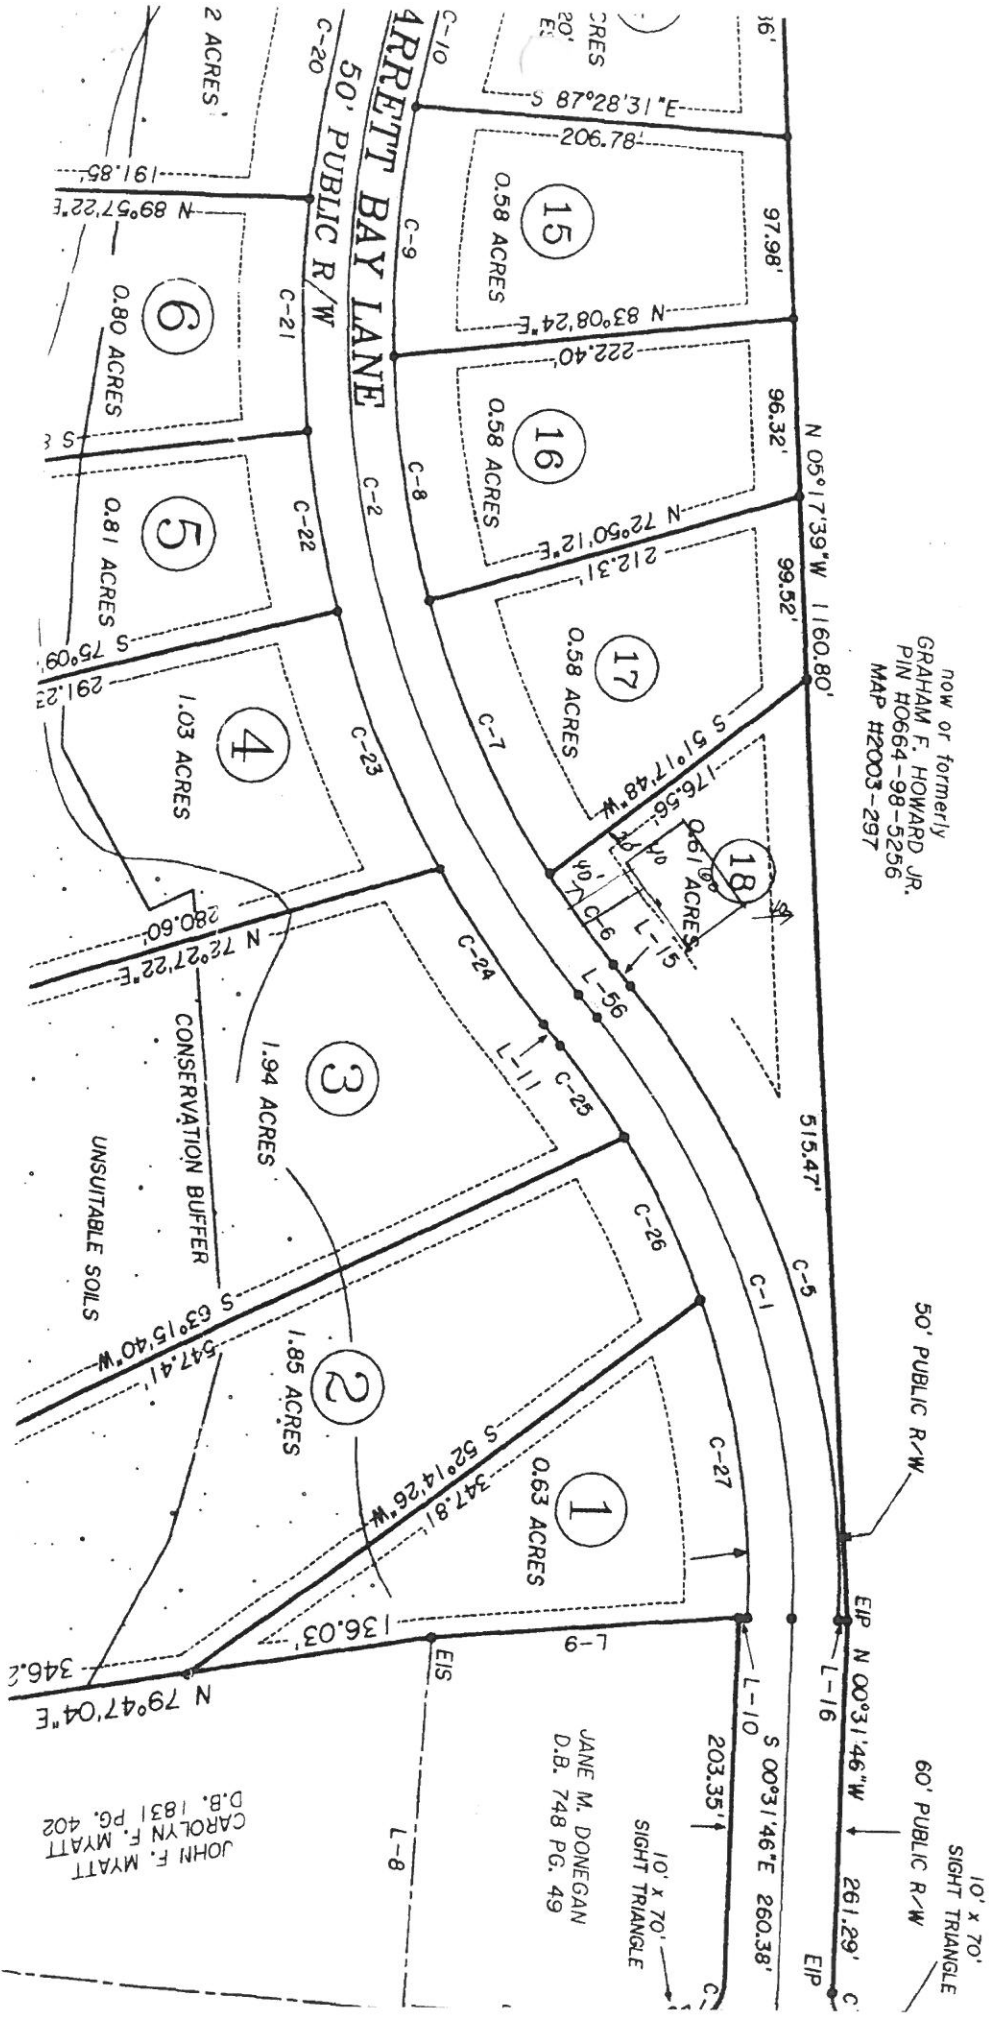 now or formerly
GRAHAM F. HOWARD JR.
PIN #0664-98-5256
MAP #2003-297
N 05°17'39"W 1160.80'
36'
97.98'
96.32'
99.52'
515.47'
50' PUBLIC R/W
60' PUBLIC R/W
10' x 70'
SIGHT TRIANGLE
EIP N 00°31'46"W 261.29'
EIP
L-16
S 87°28'31"E
206.78'
15
0.58 ACRES
N 83°08'24"E
222.40'
16
0.58 ACRES
N 72°50'12"E
212.31'
17
0.58 ACRES
S 51°17'48"W
176.56'
18
0.61 ACRES
40'
L-15
C-10
C-9
C-8
C-7
C-6
C-5
ARRETT BAY LANE
50' PUBLIC R/W
C-2
L-56
C-1
S 00°31'46"E 260.38'
C-20
C-21
C-22
C-23
C-24
L-11
C-25
C-26
C-27
L-10
203.35'
10' x 70'
SIGHT TRIANGLE
2 ACRES
191.85'
N 89°57'22"E
6
0.80 ACRES
5
0.81 ACRES
S 75°09'
291.23
4
1.03 ACRES
280.60'
N 72°27'22"E
3
1.94 ACRES
CONSERVATION BUFFER
UNSUITABLE SOILS
S 63°15'40"W
547.41'
2
1.85 ACRES
S 52°14'26"W
347.81'
1
0.63 ACRES
136.03'
L-9
EIS
346.2
N 79°47'04"E
JANE M. DONEGAN
D.B. 748 PG. 49
L-8
JOHN F. MYATT
CAROLYN F. MYATT
D.B. 1831 PG. 402